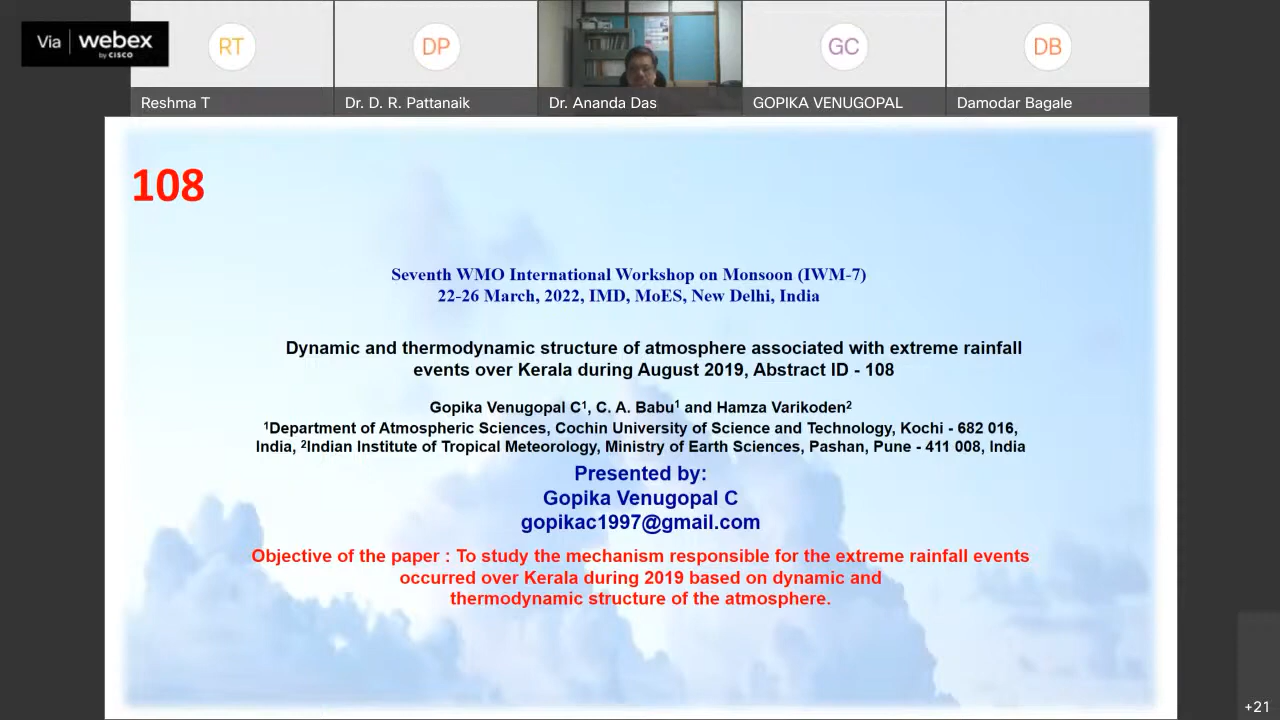 Via webex
by CISCO
RT
DP
GC
DB
Reshma T
Dr. D. R. Pattanaik
Dr. Ananda Das
GOPIKA VENUGOPAL
Damodar Bagale
108
Seventh WMO International Workshop on Monsoon (IWM-7)
22-26 March, 2022, IMD, MoES, New Delhi, India
Dynamic and thermodynamic structure of atmosphere associated with extreme rainfall
events over Kerala during August 2019, Abstract ID - 108
Gopika Venugopal C¹, C. A. Babu¹ and Hamza Varikoden²
¹Department of Atmospheric Sciences, Cochin University of Science and Technology, Kochi - 682 016,
India, ²Indian Institute of Tropical Meteorology, Ministry of Earth Sciences, Pashan, Pune - 411 008, India
Presented by:
Gopika Venugopal C
gopikac1997@gmail.com
Objective of the paper : To study the mechanism responsible for the extreme rainfall events
occurred over Kerala during 2019 based on dynamic and
thermodynamic structure of the atmosphere.
+21